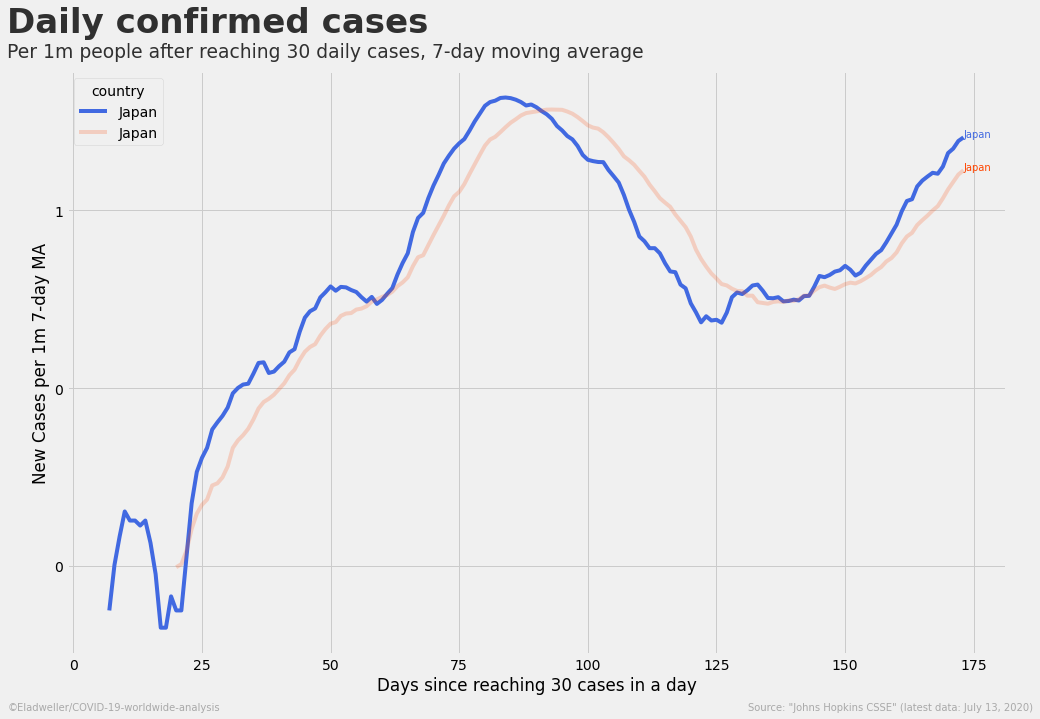 Daily confirmed cases
Per 1m people after reaching 30 daily cases, 7-day moving average
country
Japan
Japan
Japan
Japan
New Cases per 1m 7-day MA
1
0
0
0 25 50 75 100 125 150 175
Days since reaching 30 cases in a day
©Eladweller/COVID-19-worldwide-analysis
Source: "Johns Hopkins CSSE" (latest data: July 13, 2020)